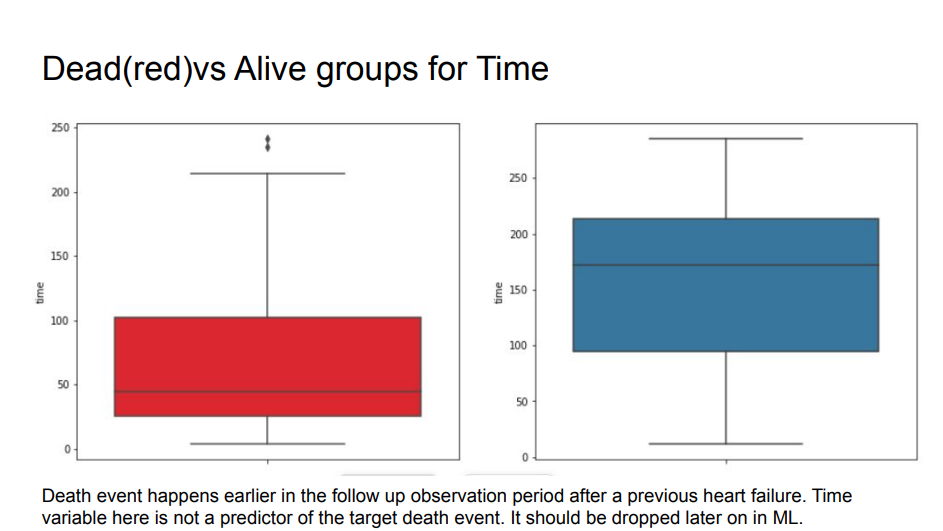 Dead(red)vs Alive groups for Time
250
200
150
100
50
0
time
250
200
150
100
50
0
time
Death event happens earlier in the follow up observation period after a previous heart failure. Time
variable here is not a predictor of the target death event. It should be dropped later on in ML.